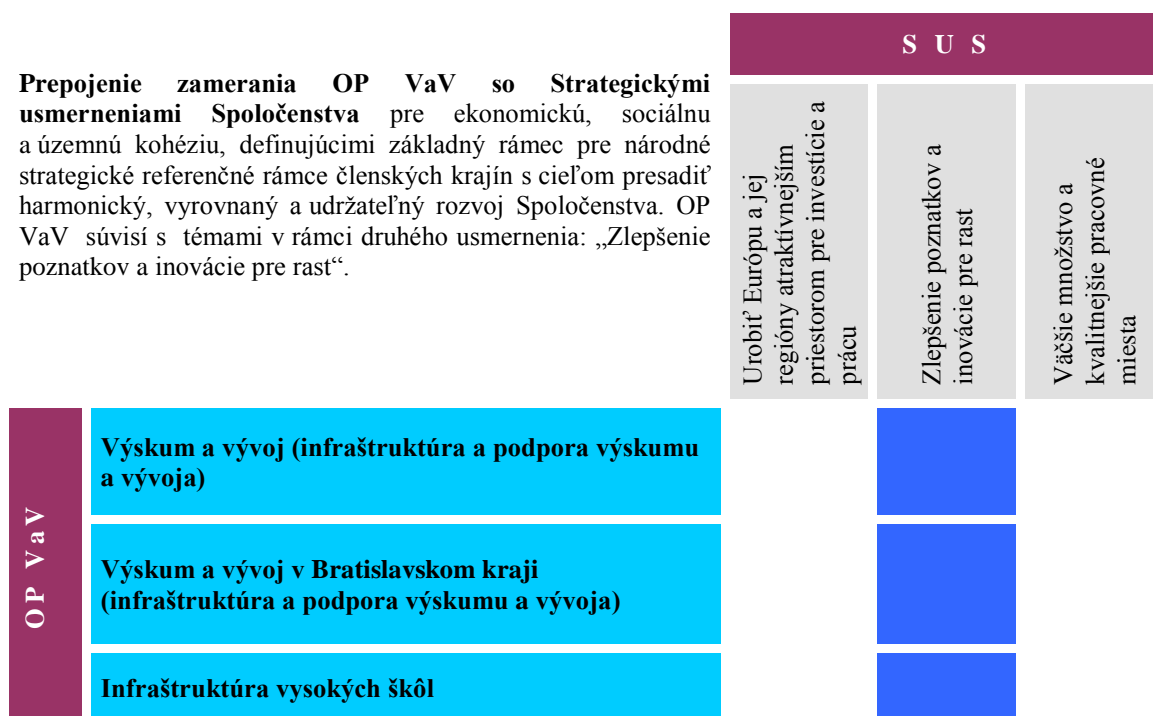 S U S
Prepojenie zamerania OP VaV so Strategickými
usmerneniami Spoločenstva pre ekonomickú, sociálnu
a územnú kohéziu, definujúcimi základný rámec pre národné
strategické referenčné rámce členských krajín s cieľom presadiť
harmonický, vyrovnaný a udržateľný rozvoj Spoločenstva. OP
VaV súvisí s témami v rámci druhého usmernenia: „Zlepšenie
poznatkov a inovácie pre rast“.
Urobiť Európu a jej
regióny atraktívnejším
priestorom pre investície a
prácu
Zlepšenie poznatkov a
inovácie pre rast
Väčšie množstvo a
kvalitnejšie pracovné
miesta
OP VaV
Výskum a vývoj (infraštruktúra a podpora výskumu
a vývoja)
Výskum a vývoj v Bratislavskom kraji
(infraštruktúra a podpora výskumu a vývoja)
Infraštruktúra vysokých škôl